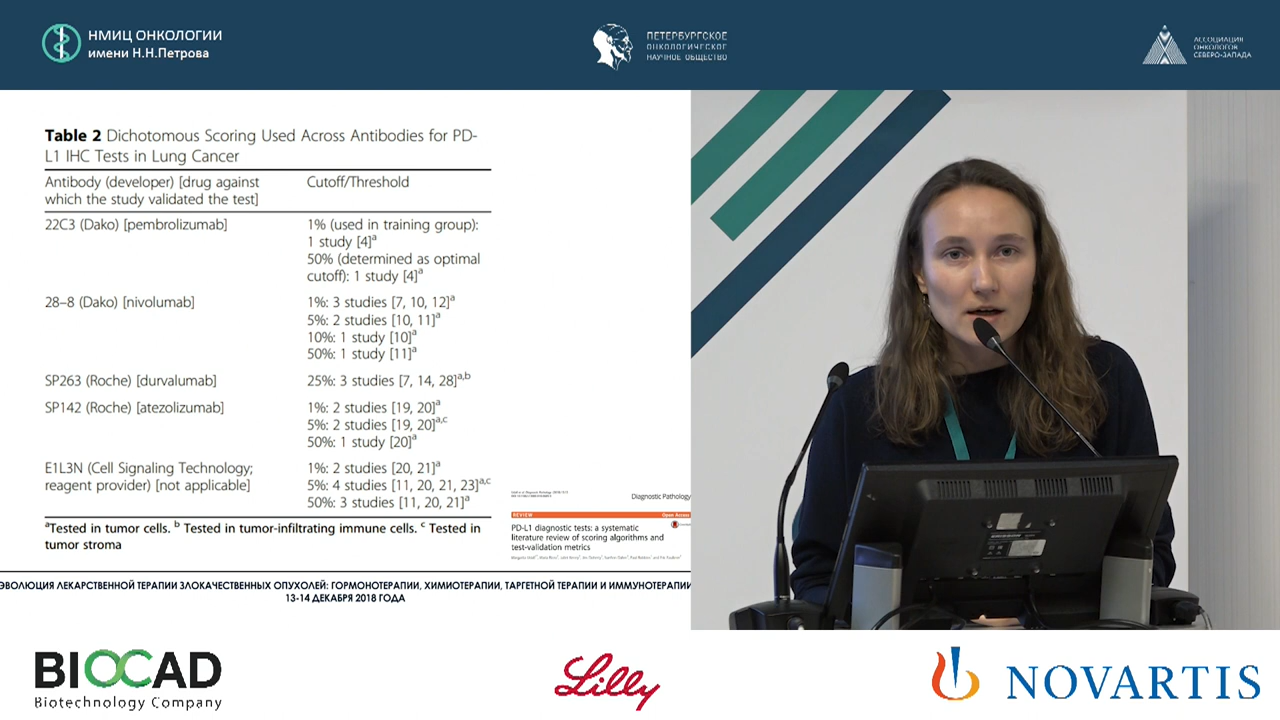 НМИЦ ОНКОЛОГИИ
имени Н.Н.Петрова
ПЕТЕРБУРГСКОЕ
ОНКОЛОГИЧЕСКОЕ
НАУЧНОЕ ОБЩЕСТВО
АССОЦИАЦИЯ
ОНКОЛОГОВ
СЕВЕРО-ЗАПАДА
Table 2 Dichotomous Scoring Used Across Antibodies for PD-
L1 IHC Tests in Lung Cancer
Antibody (developer) [drug against
which the study validated the test]
Cutoff/Threshold
22C3 (Dako) [pembrolizumab]
1% (used in training group):
1 study [4]a
50% (determined as optimal
cutoff): 1 study [4]a
28–8 (Dako) [nivolumab]
1%: 3 studies [7, 10, 12]a
5%: 2 studies [10, 11]a
10%: 1 study [10]a
50%: 1 study [11]a
SP263 (Roche) [durvalumab]
25%: 3 studies [7, 14, 28]a,b
SP142 (Roche) [atezolizumab]
1%: 2 studies [19, 20]a
5%: 2 studies [19, 20]a,c
50%: 1 study [20]a
E1L3N (Cell Signaling Technology;
reagent provider) [not applicable]
1%: 2 studies [20, 21]a
5%: 4 studies [11, 20, 21, 23]a,c
50%: 3 studies [11, 20, 21]a
aTested in tumor cells. b Tested in tumor-infiltrating immune cells. c Tested in
tumor stroma
Diagnostic Pathology
REVIEW
Open Access
PD-L1 diagnostic tests: a systematic
literature review of scoring algorithms and
test-validation metrics
ЭВОЛЮЦИЯ ЛЕКАРСТВЕННОЙ ТЕРАПИИ ЗЛОКАЧЕСТВЕННЫХ ОПУХОЛЕЙ: ГОРМОНОТЕРАПИИ, ХИМИОТЕРАПИИ, ТАРГЕТНОЙ ТЕРАПИИ И ИММУНОТЕРАПИИ
13-14 ДЕКАБРЯ 2018 ГОДА
BIOCAD
Biotechnology Company
Lilly
NOVARTIS